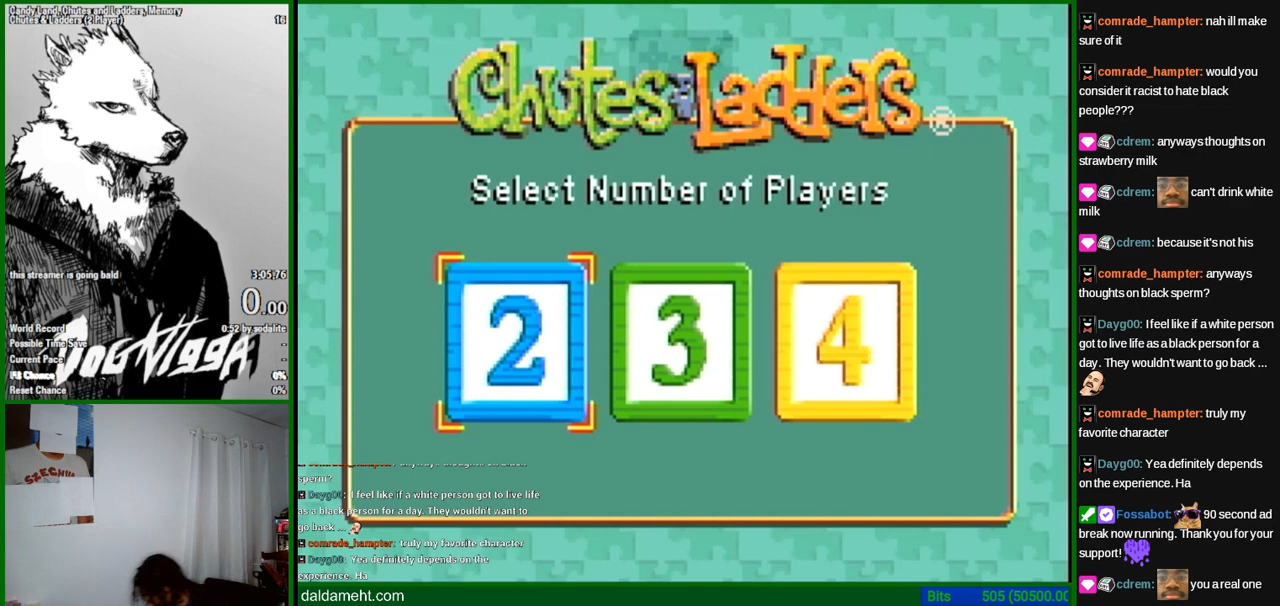 Candy Land, Chutes and Ladders, Memory
Chutes & Ladders (2 Player)
16
this streamer is going bald
3:05.76
0.00
World Record
0:52 by sodalite
Possible Time Save
-
Current Pace
-
PB Chance
0%
Reset Chance
0%
DOGNIGGA
SZECHUA
Chutes & Ladders ®
Select Number of Players
2
3
4
comrade_hampter: anyways thoughts on black
sperm?
Dayg00: I feel like if a white person got to live life
as a black person for a day. They wouldn't want to
go back ...
comrade_hampter: truly my favorite character
Dayg00: Yea definitely depends on the
experience. Ha
daldameht.com
Bits
505 (50500.00
comrade_hampter: nah ill make
sure of it
comrade_hampter: would you
consider it racist to hate black
people???
cdrem: anyways thoughts on
strawberry milk
cdrem: can't drink white
milk
cdrem: because it's not his
comrade_hampter: anyways
thoughts on black sperm?
Dayg00: I feel like if a white person
got to live life as a black person for a
day. They wouldn't want to go back ...
comrade_hampter: truly my
favorite character
Dayg00: Yea definitely depends
on the experience. Ha
Fossabot: 90 second ad
break now running. Thank you for your
support!
cdrem: you a real one